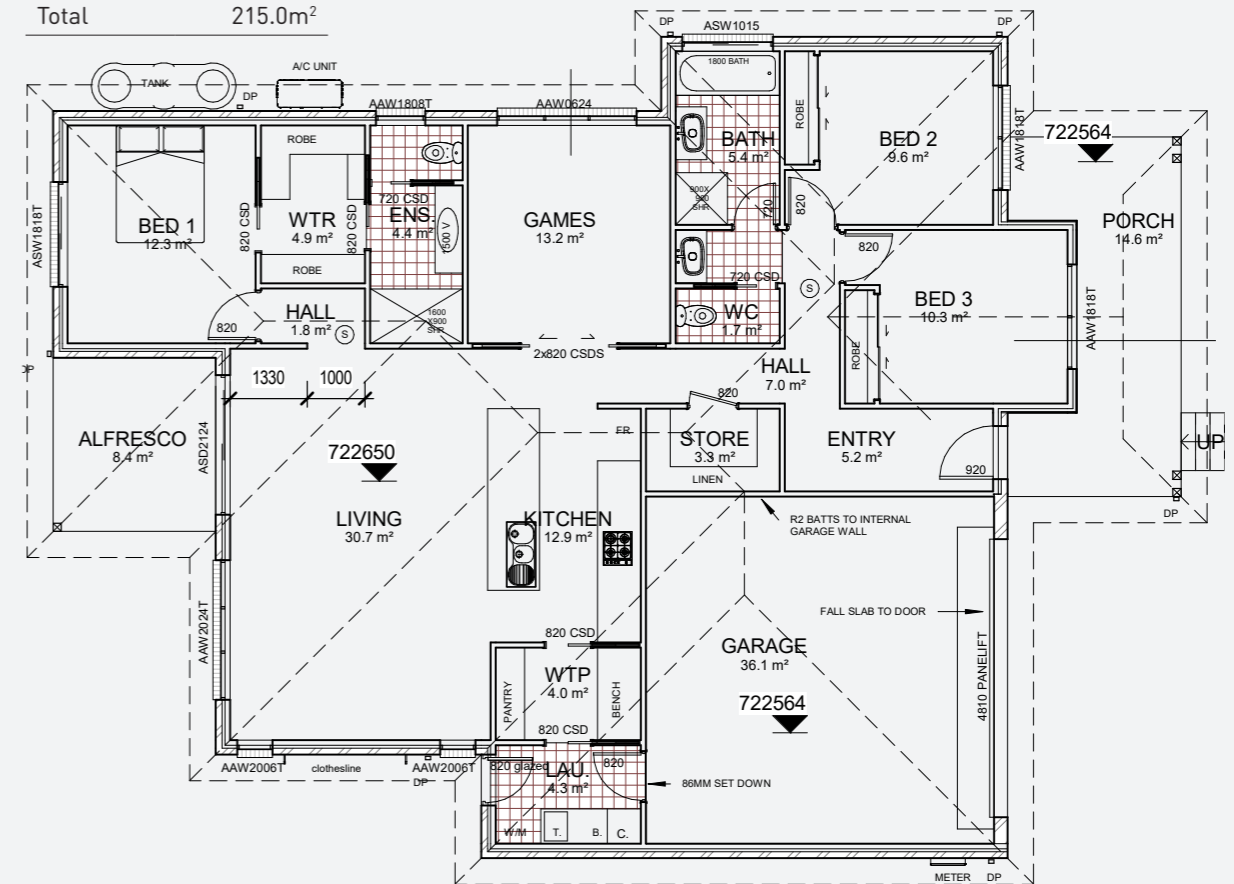 Total 215.0m²
DP
ASW1015
DP
1800 BATH
TANK
A/C UNIT
DP
AAW1808T
AAW0624
ROBE
BATH
5.4 m²
ROBE
BED 2
9.6 m²
AAW1818T
722564
PORCH
14.6 m²
ASW1818T
BED 1
12.3 m²
820 CSD
WTR
4.9 m²
820 CSD
ROBE
720 CSD
ENS.
4.4 m²
1500 V
GAMES
13.2 m²
900X
900
SHR
720
820
820
720 CSD
S
BED 3
10.3 m²
AAW1818T
ROBE
HALL
1.8 m²
820
S
1600
X900
SHR
WC
1.7 m²
2x820 CSDS
DP
1330
1000
HALL
7.0 m²
820
ALFRESCO
8.4 m²
ASD2124
722650
FR
STORE
3.3 m²
LINEN
ENTRY
5.2 m²
920
UP
DP
LIVING
30.7 m²
KITCHEN
12.9 m²
R2 BATTS TO INTERNAL
GARAGE WALL
FALL SLAB TO DOOR
AAW2024T
820 CSD
WTP
4.0 m²
PANTRY
BENCH
820 CSD
GARAGE
36.1 m²
722564
4810 PANELIFT
AAW2006T
clothesline
AAW2006T
DP
820 glazed
LAU.
4.3 m²
820
86MM SET DOWN
W/M
T.
B.
C.
METER
DP